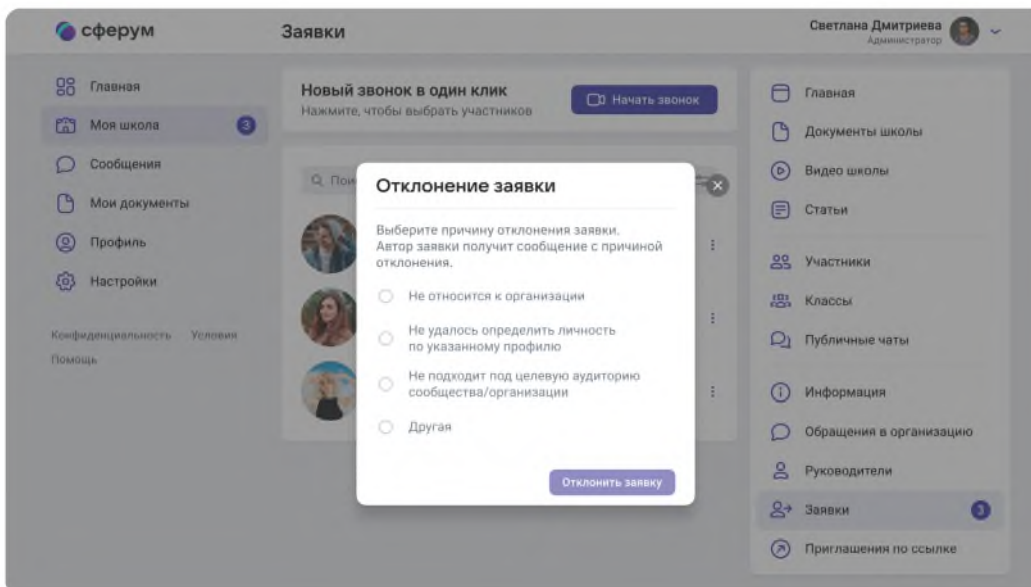 сферум
Заявки
Светлана Дмитриева
Администратор
Главная
Моя школа
3
Сообщения
Мои документы
Профиль
Настройки
Конфиденциальность Условия
Помощь
Новый звонок в один клик
Нажмите, чтобы выбрать участников
Начать звонок
Отклонение заявки
Выберите причину отклонения заявки.
Автор заявки получит сообщение с причиной
отклонения.
Не относится к организации
Не удалось определить личность
по указанному профилю
Не подходит под целевую аудиторию
сообщества/организации
Другая
Отклонить заявку
Главная
Документы школы
Видео школы
Статьи
Участники
Классы
Публичные чаты
Информация
Обращения в организацию
Руководители
Заявки
3
Приглашения по ссылке